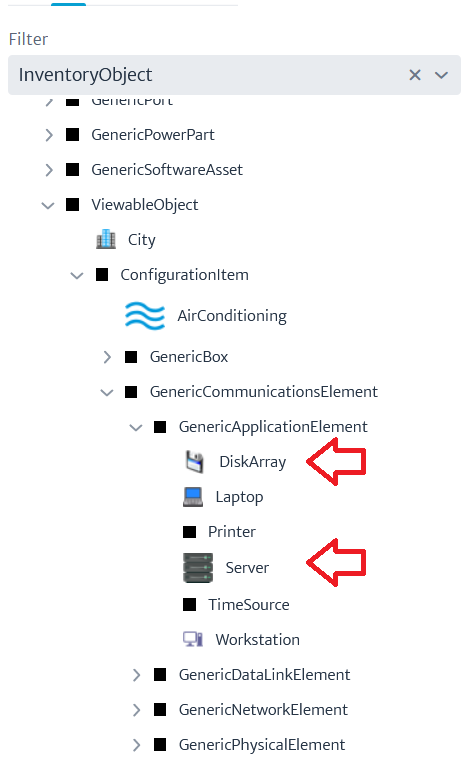 Filter
InventoryObject
GenericPort
GenericPowerPart
GenericSoftwareAsset
ViewableObject
City
ConfigurationItem
AirConditioning
GenericBox
GenericCommunicationsElement
GenericApplicationElement
DiskArray
Laptop
Printer
Server
TimeSource
Workstation
GenericDataLinkElement
GenericNetworkElement
GenericPhysicalElement